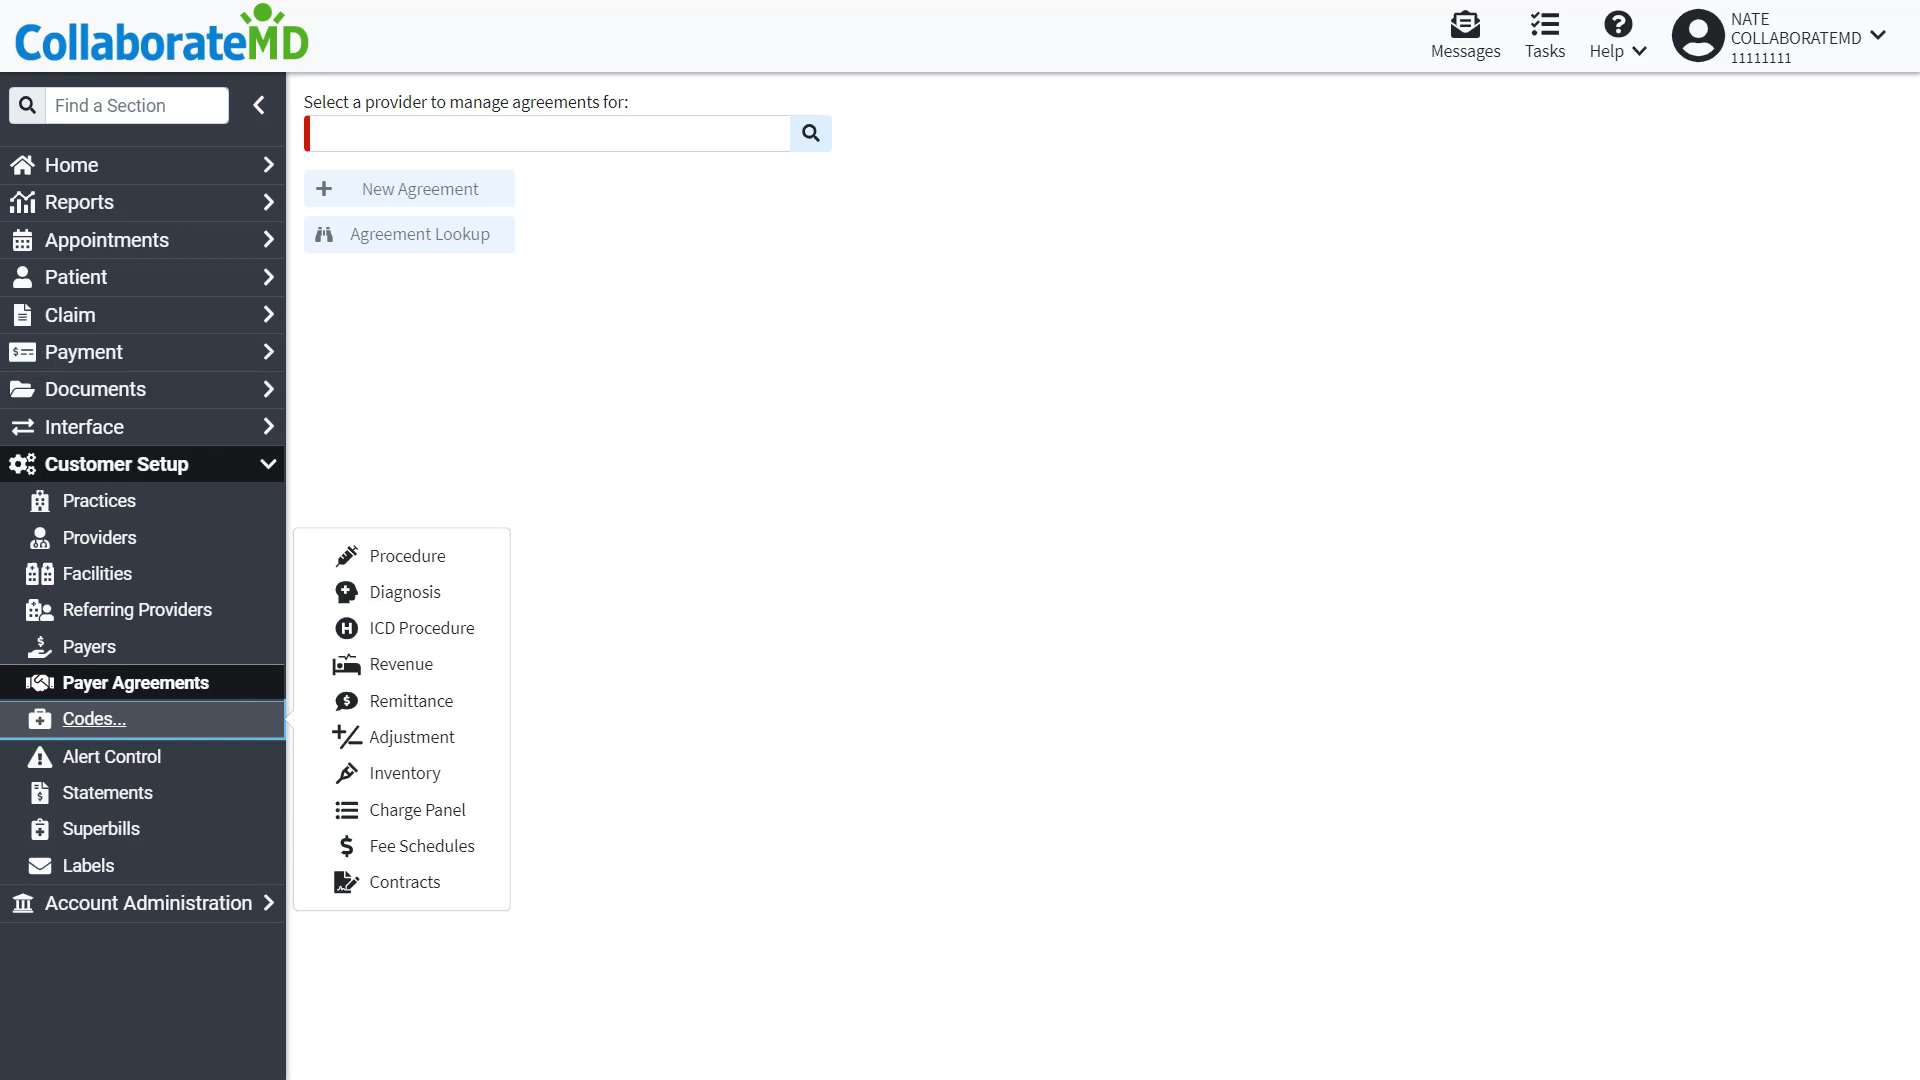 CollaborateMD
Messages
Tasks
Help
NATE
COLLABORATEMD
11111111
Find a Section
Home
Reports
Appointments
Patient
Claim
Payment
Documents
Interface
Customer Setup
Practices
Providers
Facilities
Referring Providers
Payers
Payer Agreements
Codes...
Alert Control
Statements
Superbills
Labels
Account Administration
Select a provider to manage agreements for:
New Agreement
Agreement Lookup
Procedure
Diagnosis
ICD Procedure
Revenue
Remittance
Adjustment
Inventory
Charge Panel
Fee Schedules
Contracts